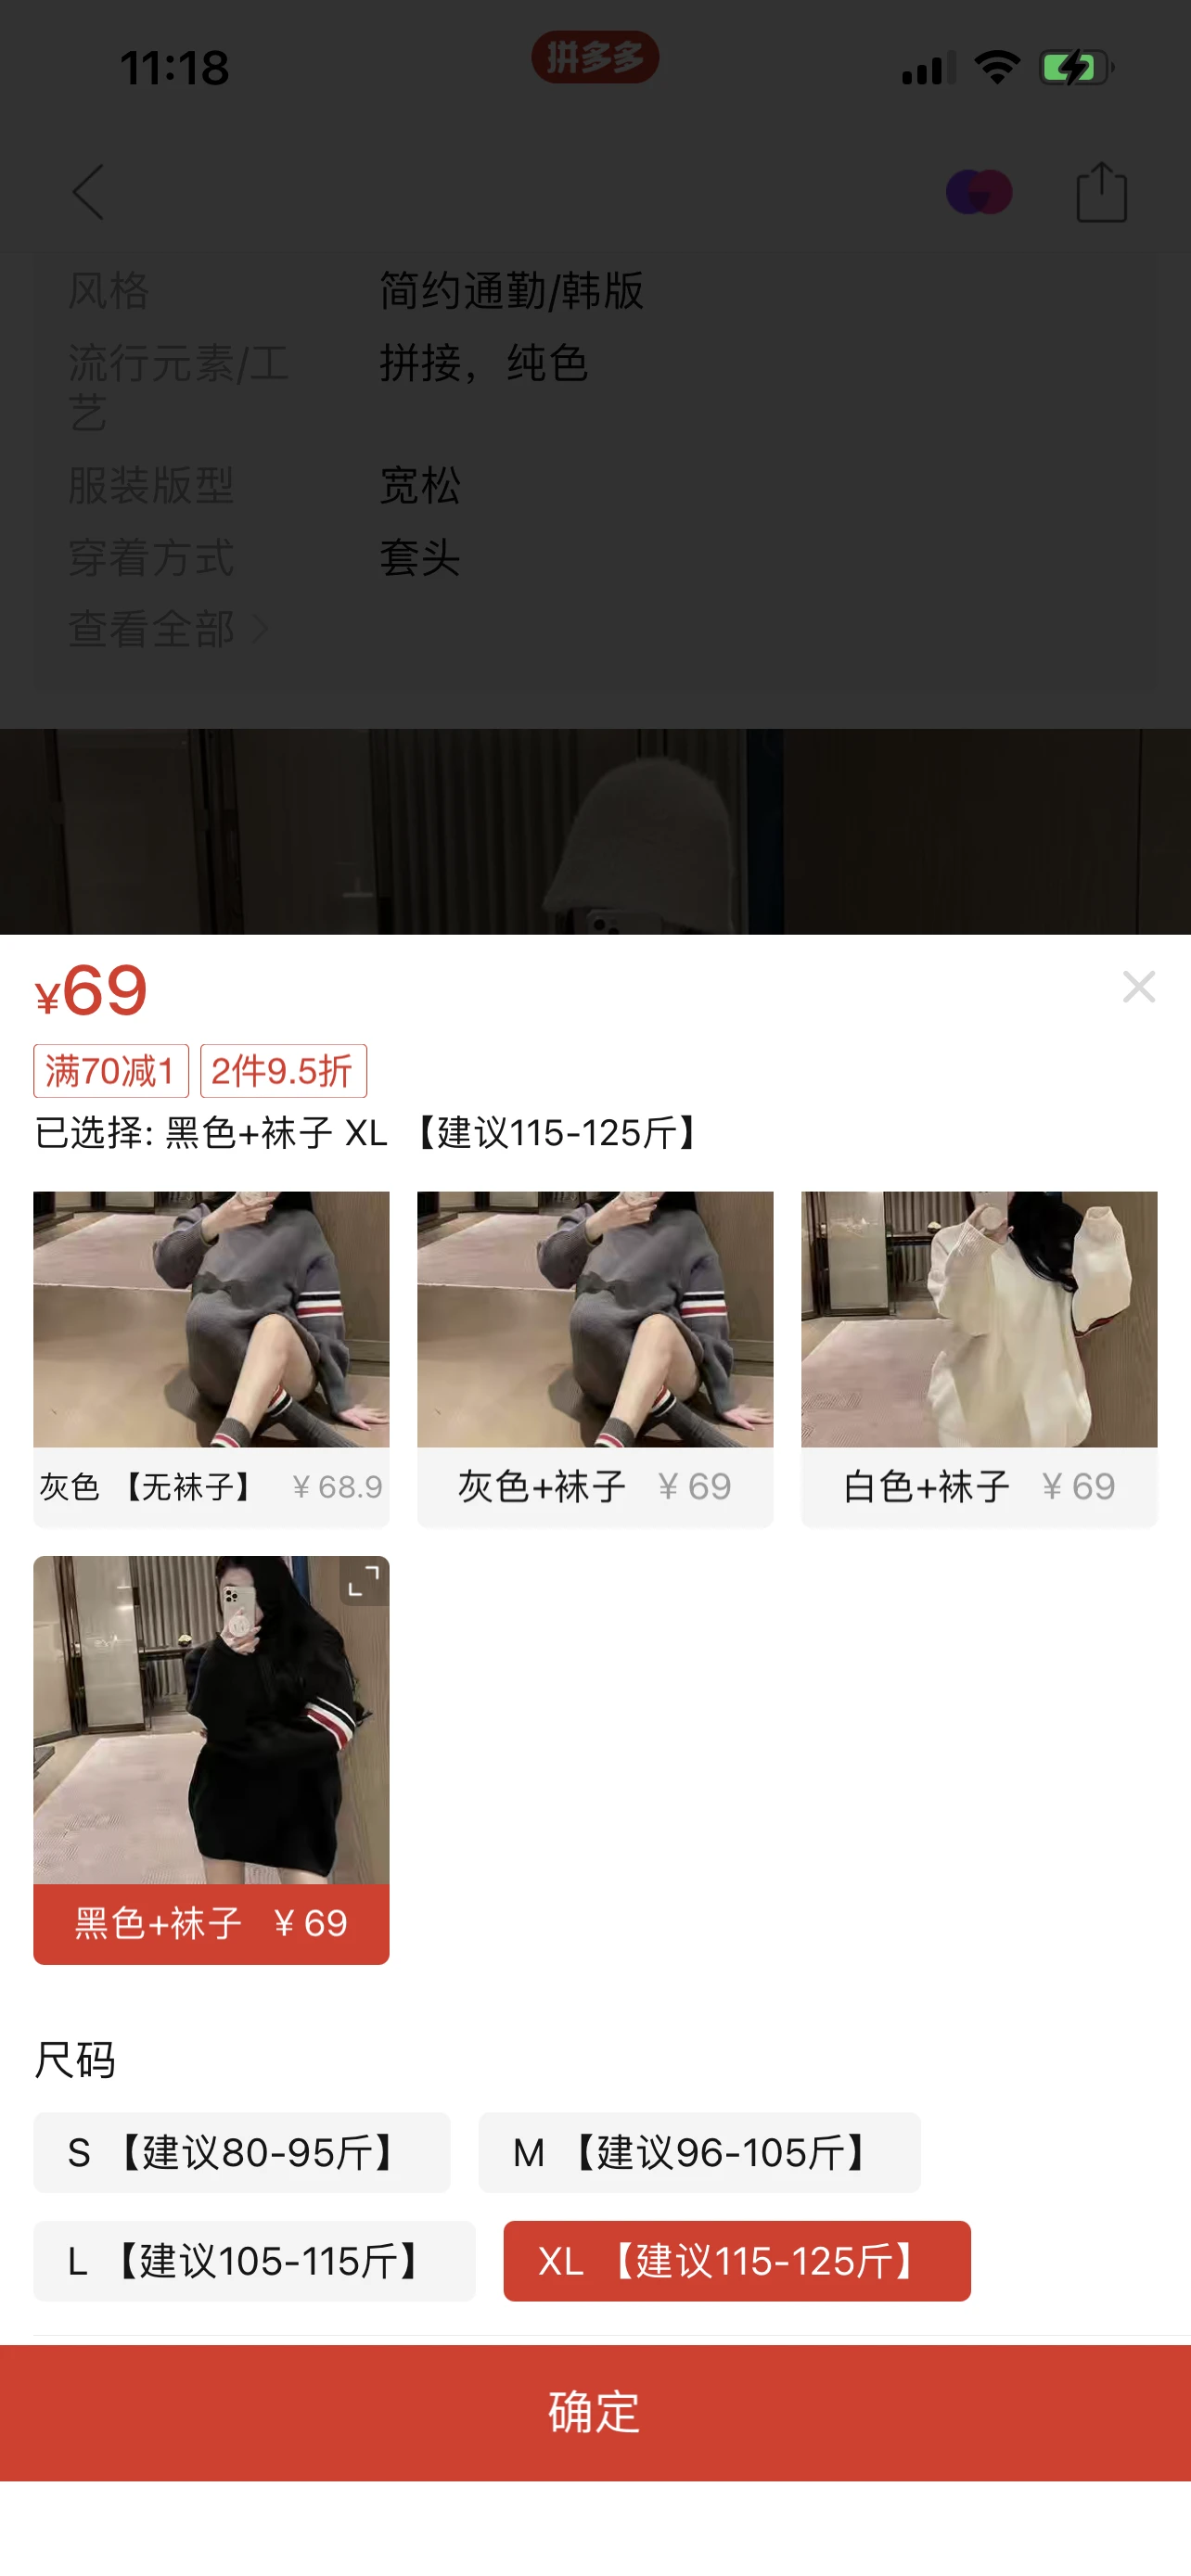 11:18
拼多多
风格 简约通勤/韩版
流行元素/工
艺 拼接，纯色
服装版型 宽松
穿着方式 套头
查看全部
¥69
满70减1 2件9.5折
已选择: 黑色+袜子 XL 【建议115-125斤】
灰色 【无袜子】 ¥ 68.9
灰色+袜子 ¥ 69
白色+袜子 ¥ 69
黑色+袜子 ¥ 69
尺码
S 【建议80-95斤】 M 【建议96-105斤】
L 【建议105-115斤】 XL 【建议115-125斤】
确定